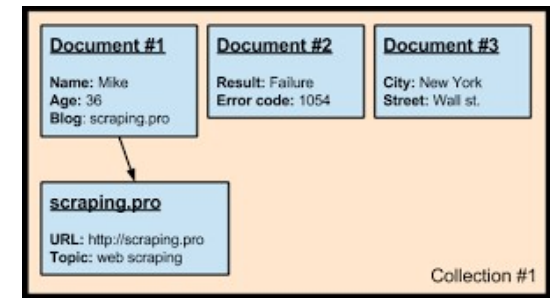 Document #1
Name: Mike
Age: 36
Blog: scraping.pro
Document #2
Result: Failure
Error code: 1054
Document #3
City: New York
Street: Wall st.
scraping.pro
URL: http://scraping.pro
Topic: web scraping
Collection #1